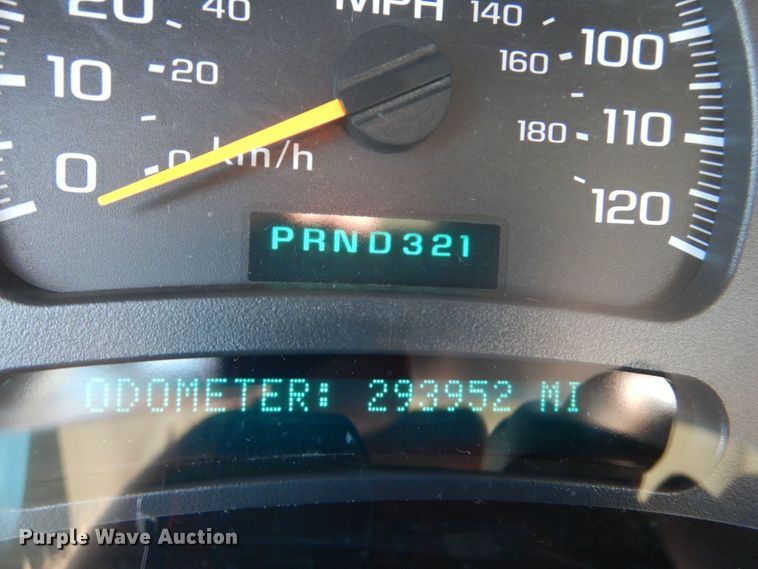 20 40 MPH 140 100
10 20 160
0 0 km/h 180 110
120
PRND321
ODOMETER: 293952 MI
Purple Wave Auction